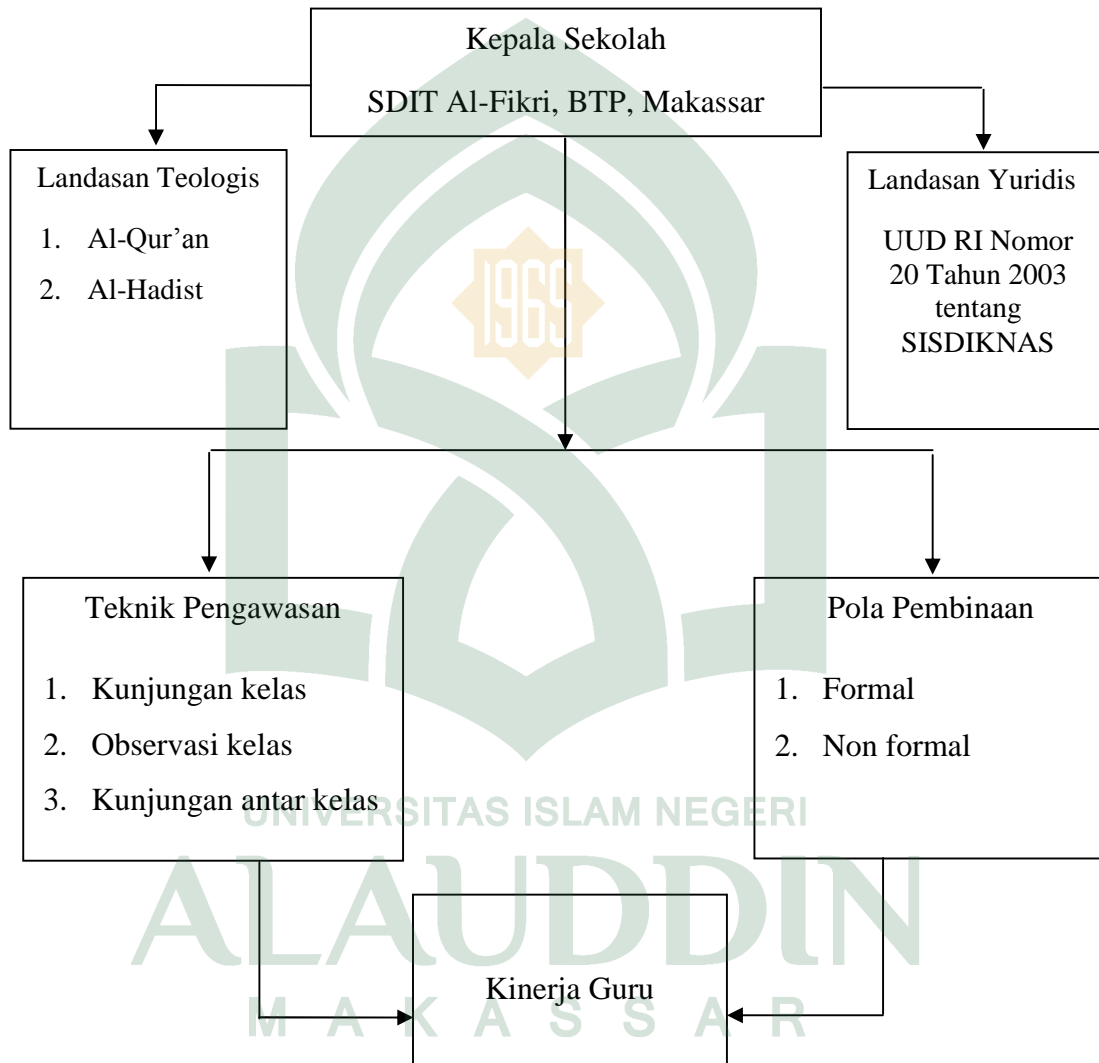 Kepala Sekolah
SDIT Al-Fikri, BTP, Makassar
Landasan Teologis
1. Al-Qur’an
2. Al-Hadist
Landasan Yuridis
UUD RI Nomor
20 Tahun 2003
tentang
SISDIKNAS
1965
Teknik Pengawasan
1. Kunjungan kelas
2. Observasi kelas
3. Kunjungan antar kelas
Pola Pembinaan
1. Formal
2. Non formal
UNIVERSITAS ISLAM NEGERI
ALAUDDIN
Kinerja Guru
MAKASSAR